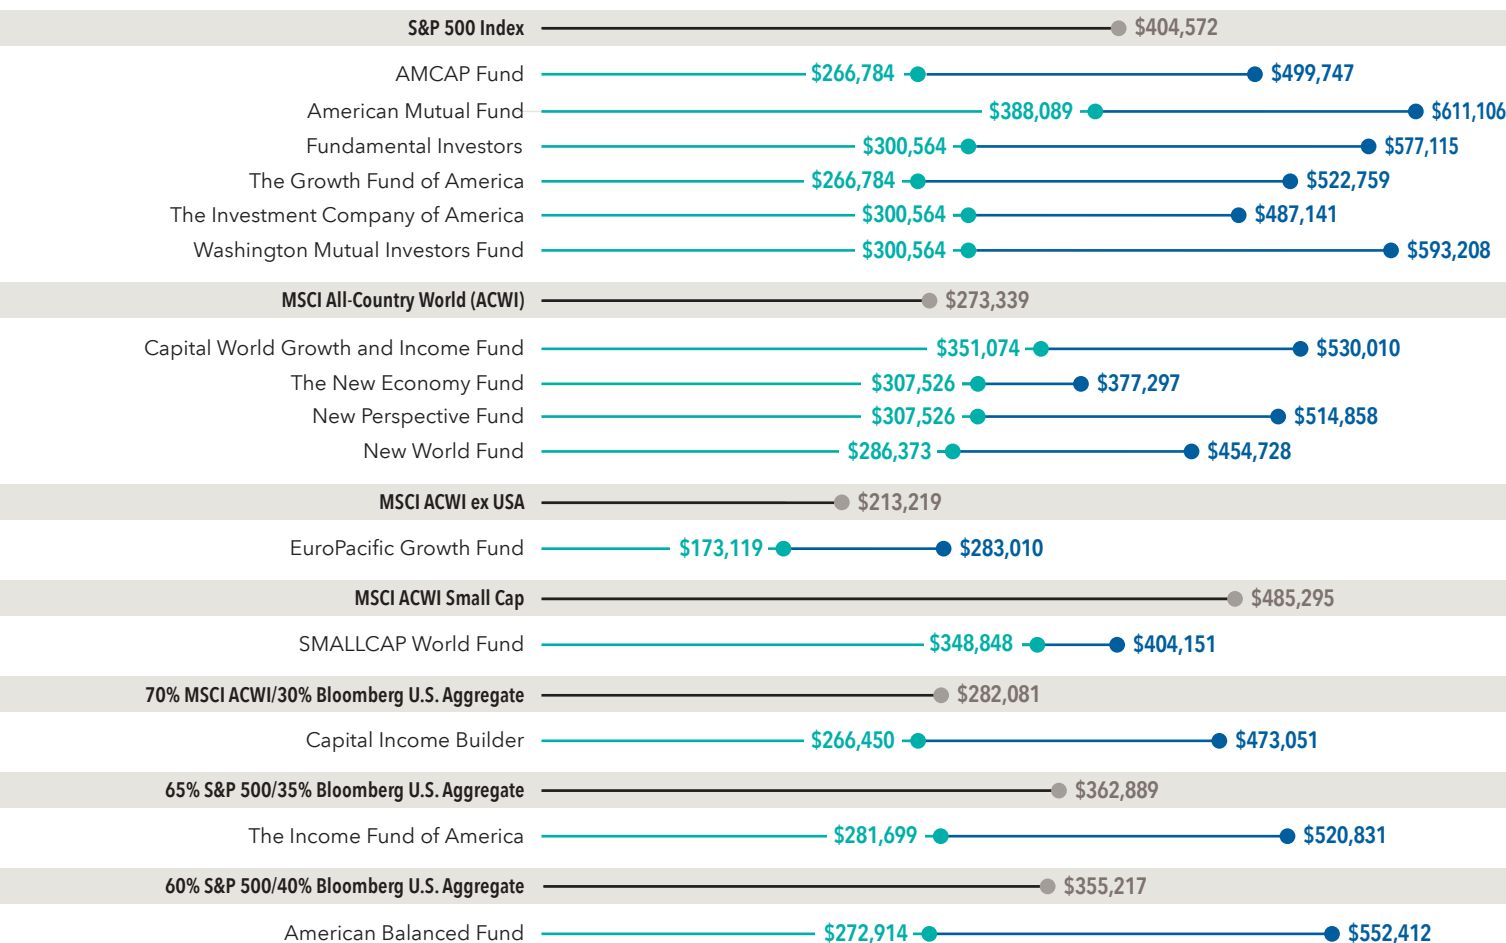 S&P 500 Index $404,572
AMCAP Fund $266,784 $499,747
American Mutual Fund $388,089 $611,106
Fundamental Investors $300,564 $577,115
The Growth Fund of America $266,784 $522,759
The Investment Company of America $300,564 $487,141
Washington Mutual Investors Fund $300,564 $593,208
MSCI All-Country World (ACWI) $273,339
Capital World Growth and Income Fund $351,074 $530,010
The New Economy Fund $307,526 $377,297
New Perspective Fund $307,526 $514,858
New World Fund $286,373 $454,728
MSCI ACWI ex USA $213,219
EuroPacific Growth Fund $173,119 $283,010
MSCI ACWI Small Cap $485,295
SMALLCAP World Fund $348,848 $404,151
70% MSCI ACWI/30% Bloomberg U.S. Aggregate $282,081
Capital Income Builder $266,450 $473,051
65% S&P 500/35% Bloomberg U.S. Aggregate $362,889
The Income Fund of America $281,699 $520,831
60% S&P 500/40% Bloomberg U.S. Aggregate $355,217
American Balanced Fund $272,914 $552,412